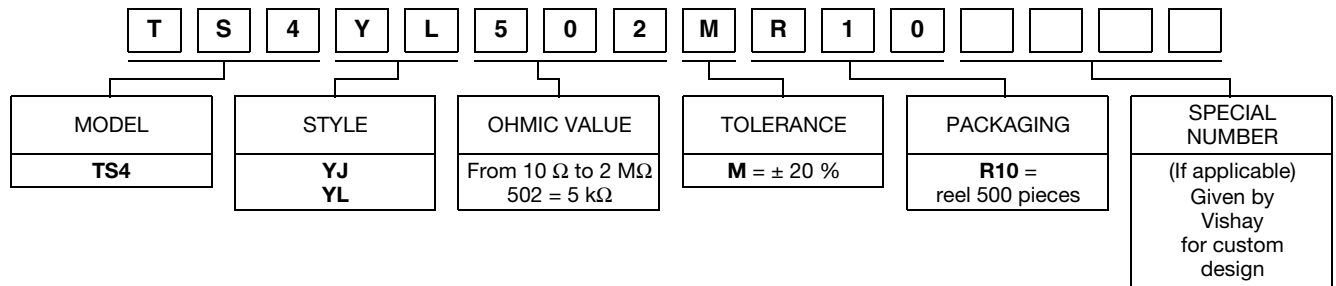 T S 4 Y L 5 0 2 M R 1 0
MODEL
TS4
STYLE
YJ
YL
OHMIC VALUE
From 10 Ω to 2 MΩ
502 = 5 kΩ
TOLERANCE
M = ± 20 %
PACKAGING
R10 =
reel 500 pieces
SPECIAL
NUMBER
(If applicable)
Given by
Vishay
for custom
design